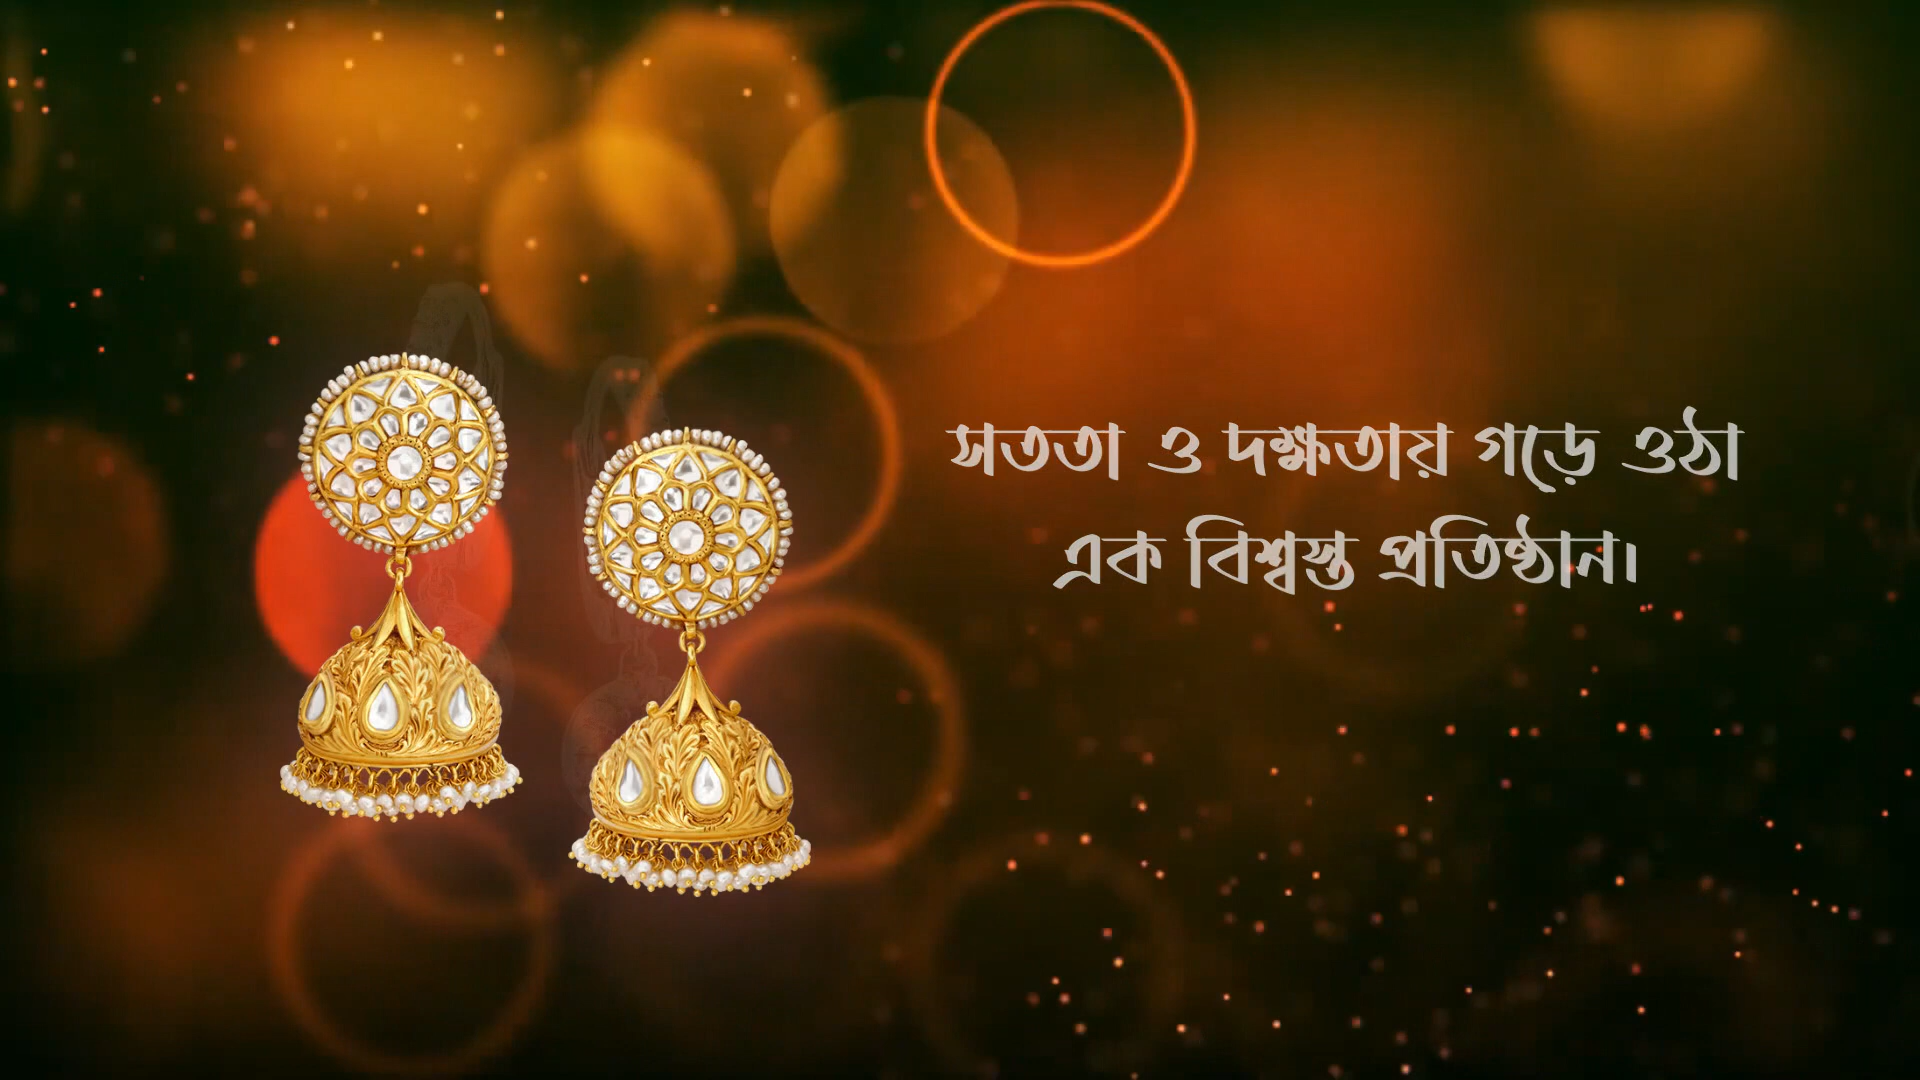 সততা ও দক্ষতায় গড়ে ওঠা
এক বিশ্বস্ত প্রতিষ্ঠান।